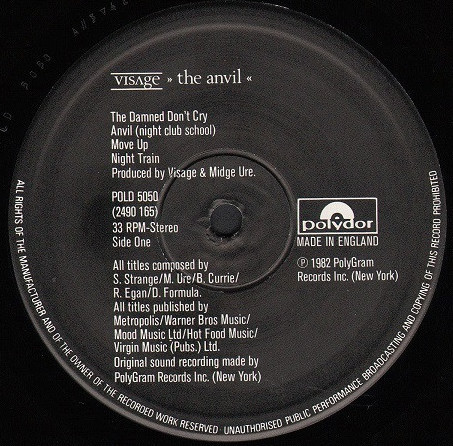 VISAGE » the anvil «
The Damned Don't Cry
Anvil (night club school)
Move Up
Night Train
Produced by Visage & Midge Ure.
POLD 5050
(2490 165)
33 RPM-Stereo
Side One
All titles composed by
S. Strange/M. Ure/B. Currie/
R. Egan/D. Formula.
All titles published by
Metropolis/Warner Bros Music/
Mood Music Ltd/Hot Music/
Virgin Music (Pubs.) Ltd.
Original sound recording made by
PolyGram Records Inc. (New York)
polydor
MADE IN ENGLAND
Ⓟ 1982 PolyGram
Records Inc. (New York)
ALL RIGHTS OF THE MANUFACTURER AND OF THE OWNER OF THE RECORDED WORK RESERVED · UNAUTHORISED PUBLIC PERFORMANCE BROADCASTING AND COPYING OF THIS RECORD PROHIBITED